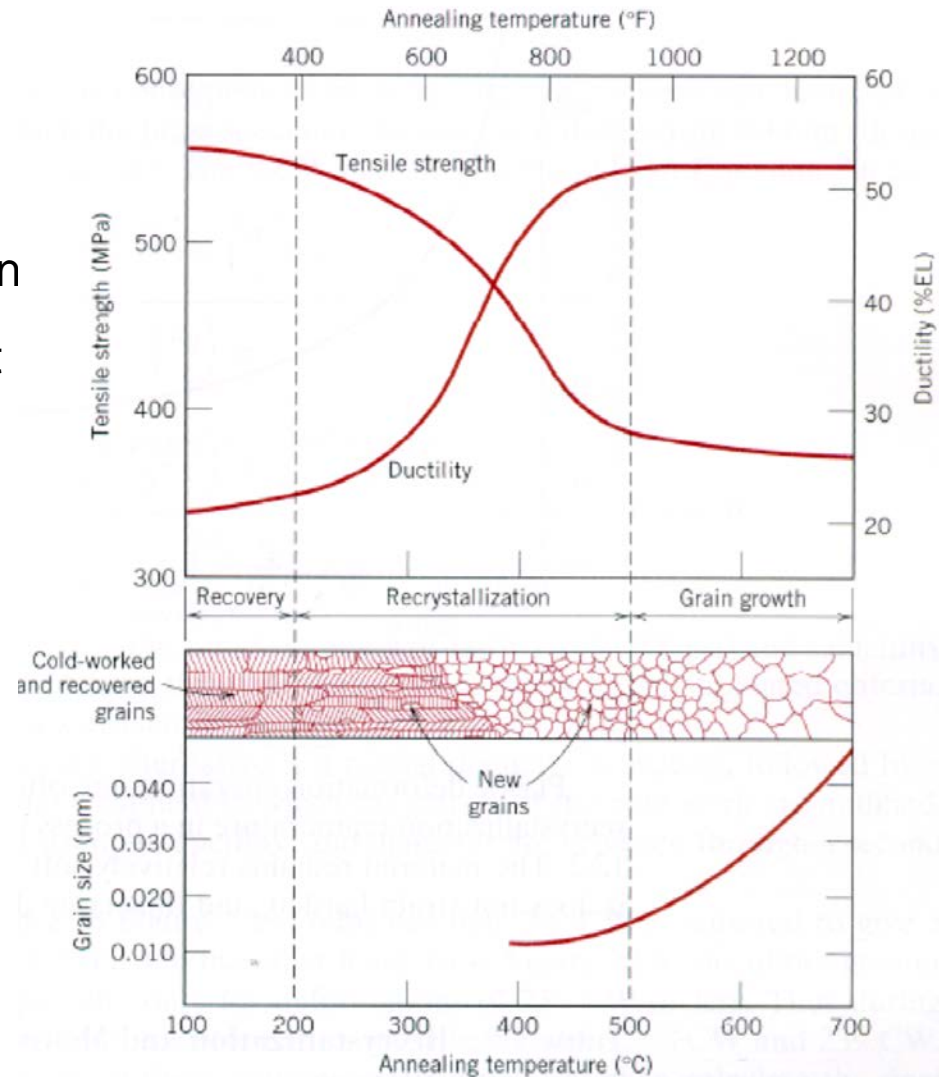 Annealing temperature (°F)
400 600 800 1000 1200
600 60
Tensile strength
50
500
n
40
t
Tensile strength (MPa)
Ductility (%EL)
400
30
Ductility
20
300
Recovery Recrystallization Grain growth
Cold-worked
and recovered
grains
New
grains
0.040
0.030
0.020
0.010
Grain size (mm)
100 200 300 400 500 600 700
Annealing temperature (°C)